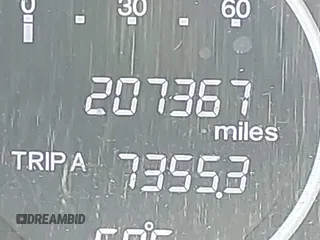 0 30 60
207367
miles
TRIP A 7355.3
DREAMBID